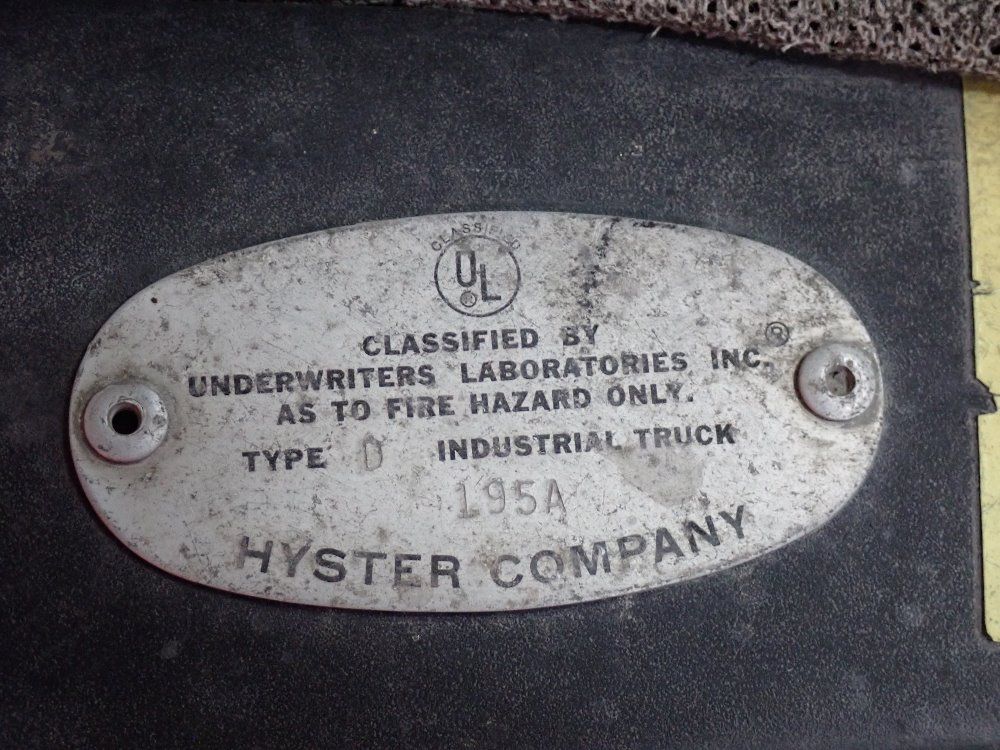 CLASSIFIED
UL ®
CLASSIFIED BY
UNDERWRITERS LABORATORIES INC.®
AS TO FIRE HAZARD ONLY.
TYPE D INDUSTRIAL TRUCK
195A
HYSTER COMPANY